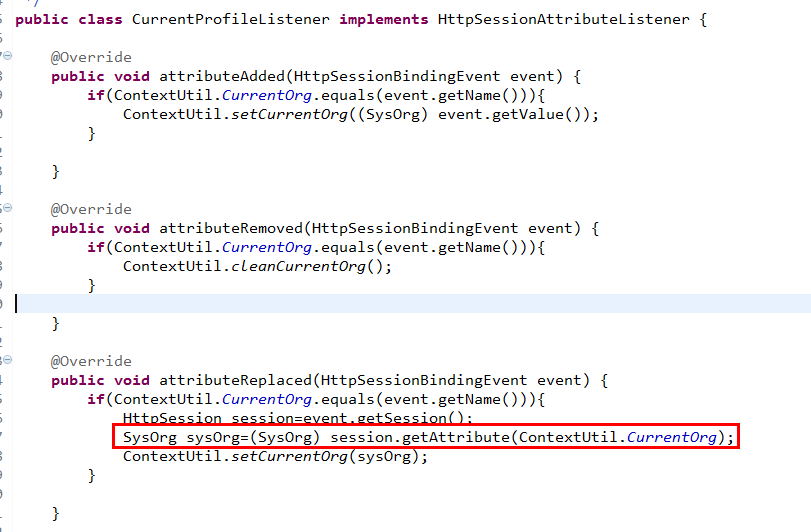 */
public class CurrentProfileListener implements HttpSessionAttributeListener {
@Override
public void attributeAdded(HttpSessionBindingEvent event) {
if(ContextUtil.CurrentOrg.equals(event.getName())){
ContextUtil.setCurrentOrg((SysOrg) event.getValue());
}
}
@Override
public void attributeRemoved(HttpSessionBindingEvent event) {
if(ContextUtil.CurrentOrg.equals(event.getName())){
ContextUtil.cleanCurrentOrg();
}
}
@Override
public void attributeReplaced(HttpSessionBindingEvent event) {
if(ContextUtil.CurrentOrg.equals(event.getName())){
HttpSession session=event.getSession();
SysOrg sysOrg=(SysOrg) session.getAttribute(ContextUtil.CurrentOrg);
ContextUtil.setCurrentOrg(sysOrg);
}
}